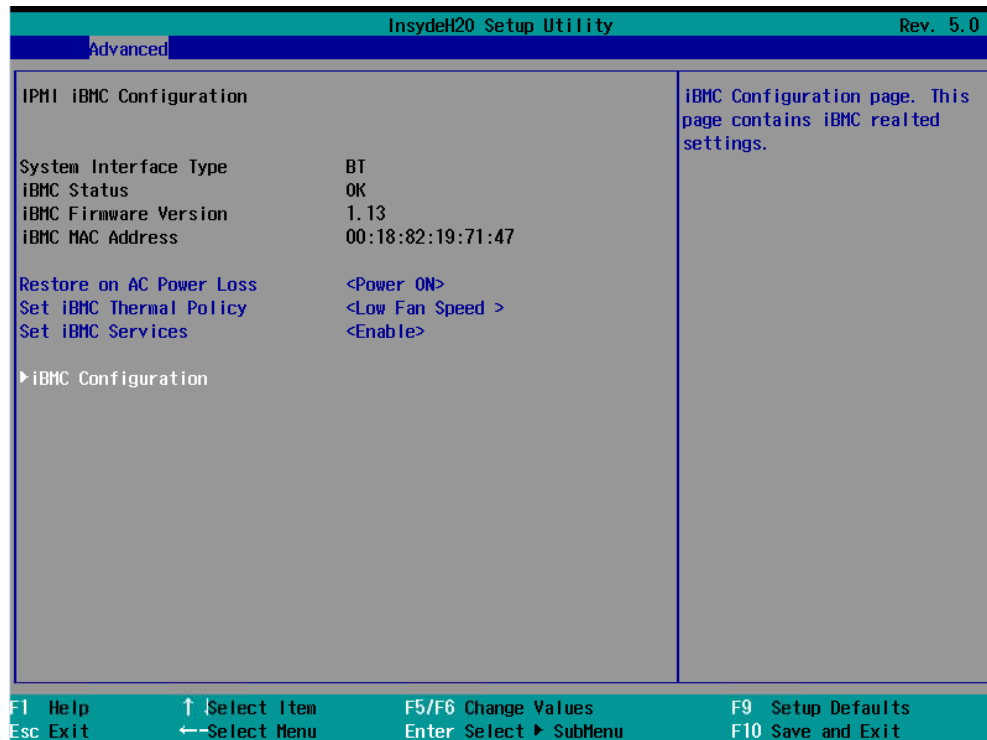 InsydeH20 Setup Utility Rev. 5.0
Advanced
IPMI iBMC Configuration
System Interface Type BT
iBMC Status OK
iBMC Firmware Version 1.13
iBMC MAC Address 00:18:82:19:71:47
Restore on AC Power Loss <Power ON>
Set iBMC Thermal Policy <Low Fan Speed >
Set iBMC Services <Enable>
▶iBMC Configuration
iBMC Configuration page. This
page contains iBMC realted
settings.
F1 Help ↑ ↓Select Item F5/F6 Change Values F9 Setup Defaults
Esc Exit ←→Select Menu Enter Select ▶ SubMenu F10 Save and Exit